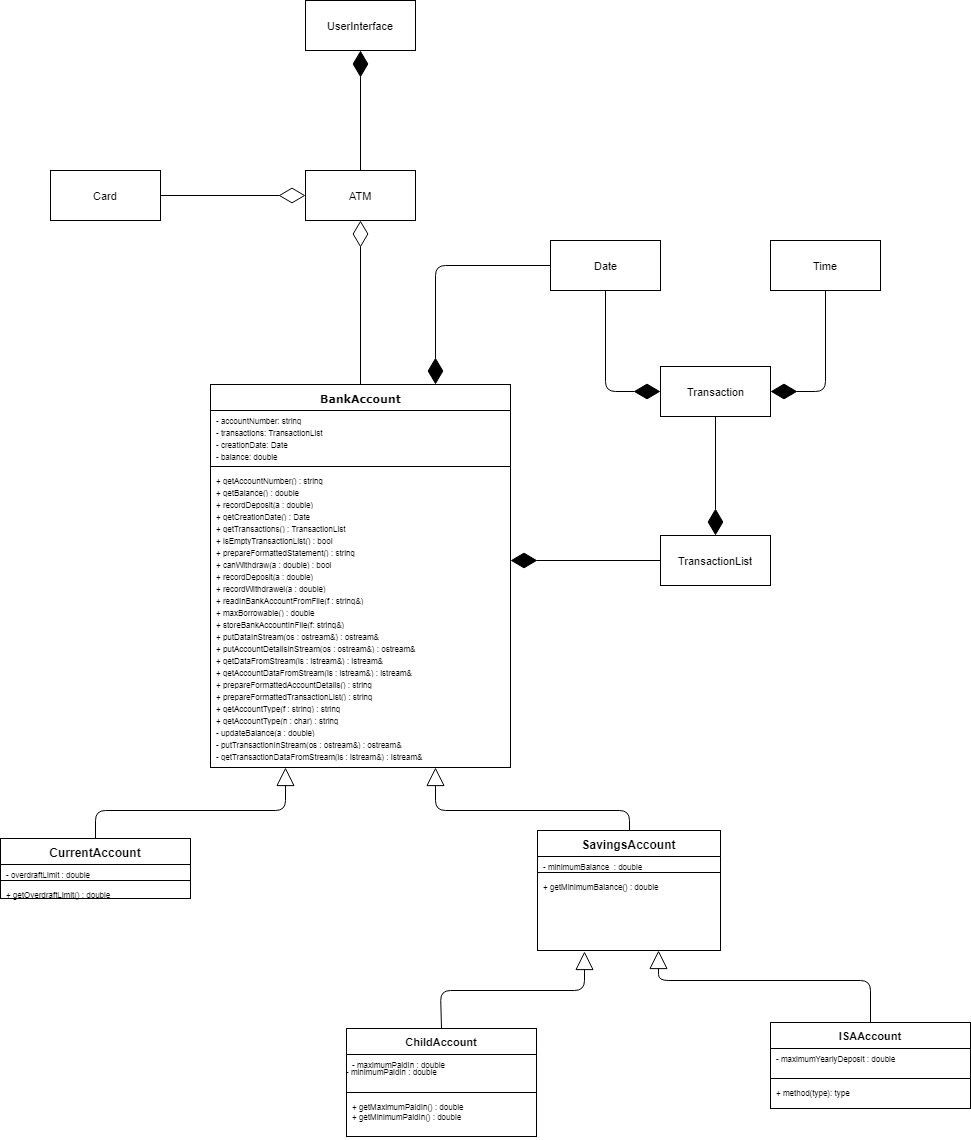 UserInterface
Card
ATM
Date
Time
Transaction
BankAccount
- accountNumber: string
- transactions: TransactionList
- creationDate: Date
- balance: double
+ getAccountNumber() : string
+ getBalance() : double
+ recordDeposit(a : double)
+ getCreationDate() : Date
+ getTransactions() : TransactionList
+ isEmptyTransactionList() : bool
+ prepareFormattedStatement() : string
+ canWithdraw(a : double) : bool
+ recordDeposit(a : double)
+ recordWithdrawel(a : double)
+ readInBankAccountFromFile(f : string&)
+ maxBorrowable() : double
+ storeBankAccountInFile(f: string&)
+ putDataInStream(os : ostream&) : ostream&
+ putAccountDetailsInStream(os : ostream&) : ostream&
+ getDataFromStream(is : istream&) : istream&
+ getAccountDataFromStream(is : istream&) : istream&
+ prepareFormattedAccountDetails() : string
+ prepareFormattedTransactionList() : string
+ getAccountType(f : string) : string
+ getAccountType(n : char) : string
- updateBalance(a : double)
- putTransactionInStream(os : ostream&) : ostream&
- getTransactionDataFromStream(is : istream&) : istream&
TransactionList
CurrentAccount
- overdraftLimit : double
+ getOverdraftLimit() : double
SavingsAccount
- minimumBalance : double
+ getMinimumBalance() : double
ChildAccount
- maximumPaidIn : double
- minimumPaidIn : double
+ getMaximumPaidIn() : double
+ getMinimumPaidIn() : double
ISAAccount
- maximumYearlyDeposit : double
+ method(type): type